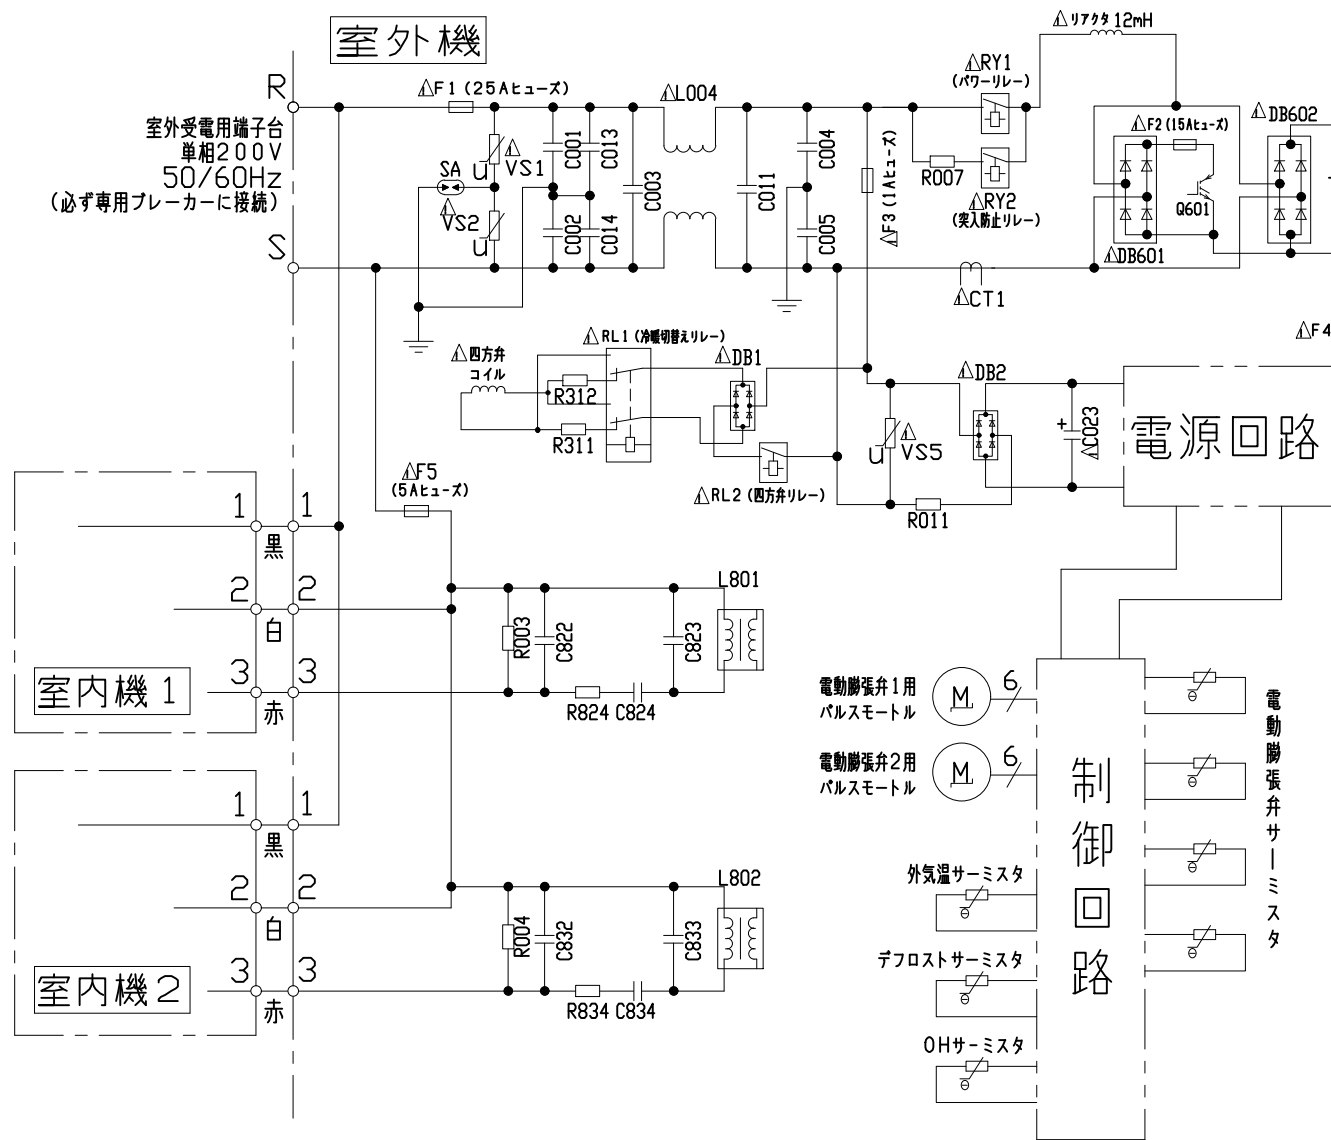 室外機
⚠リアクタ 12mH
R
⚠F1 (25Aヒューズ)
⚠L004
⚠RY1
(パワーリレー)
室外受電用端子台
単相200V
50/60Hz
(必ず専用ブレーカーに接続)
SA
⚠
VS1
⚠
VS2
u
u
C001
C013
C002
C014
C003
C011
C004
C005
⚠F3 (1Aヒューズ)
R007
⚠RY2
(突入防止リレー)
⚠F2 (15Aヒューズ)
Q601
⚠DB601
⚠DB602
S
⚠CT1
⚠F4
⚠四方弁
コイル
⚠RL1 (冷暖切替えリレー)
R312
R311
⚠DB1
⚠RL2 (四方弁リレー)
⚠
VS5
u
R011
⚠DB2
+
⚠C023
電源回路
⚠F5
(5Aヒューズ)
1
1
黒
2
2
白
3
3
赤
室内機1
R003
C822
C823
L801
R824
C824
1
1
黒
2
2
白
3
3
赤
室内機2
R004
C832
C833
L802
R834
C834
電動膨張弁1用
パルスモートル
M
6
電動膨張弁2用
パルスモートル
M
6
制御回路
外気温サーミスタ
θ
デフロストサーミスタ
θ
OHサーミスタ
θ
θ
θ
θ
θ
電動膨張弁サーミスタ